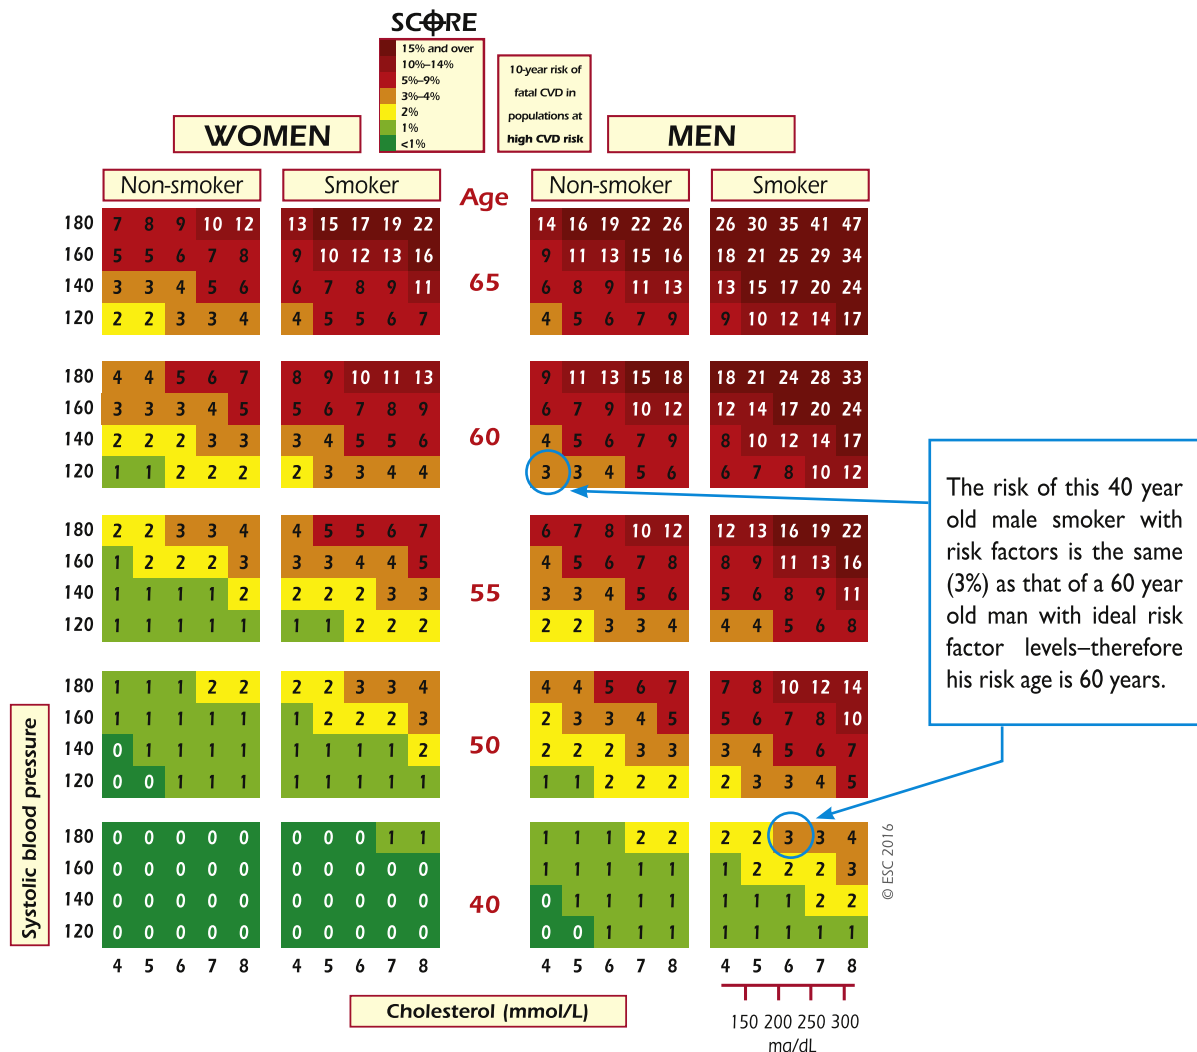 SCORE
15% and over
10%–14%
5%–9%
3%–4%
2%
1%
<1%
10-year risk of
fatal CVD in
populations at
high CVD risk
WOMEN
MEN
Non-smoker Smoker Age Non-smoker Smoker
180 7 8 9 10 12 13 15 17 19 22 14 16 19 22 26 26 30 35 41 47
160 5 5 6 7 8 9 10 12 13 16 9 11 13 15 16 18 21 25 29 34
65
140 3 3 4 5 6 6 7 8 9 11 6 8 9 11 13 13 15 17 20 24
120 2 2 3 3 4 4 5 5 6 7 4 5 6 7 9 9 10 12 14 17
180 4 4 5 6 7 8 9 10 11 13 9 11 13 15 18 18 21 24 28 33
160 3 3 3 4 5 5 6 7 8 9 6 7 9 10 12 12 14 17 20 24
60
140 2 2 2 3 3 3 4 5 5 6 4 5 6 7 9 8 10 12 14 17
120 1 1 2 2 2 2 3 3 4 4 3 3 4 5 6 6 7 8 10 12
180 2 2 3 3 4 4 5 5 6 7 6 7 8 10 12 12 13 16 19 22
160 1 2 2 2 3 3 3 4 4 5 4 5 6 7 8 8 9 11 13 16
55
140 1 1 1 1 2 2 2 2 3 3 3 3 4 5 6 5 6 8 9 11
120 1 1 1 1 1 1 1 2 2 2 2 2 3 3 4 4 4 5 6 8
180 1 1 1 2 2 2 2 3 3 4 4 4 5 6 7 7 8 10 12 14
160 1 1 1 1 1 1 2 2 2 3 2 3 3 4 5 5 6 7 8 10
50
140 0 1 1 1 1 1 1 1 1 2 2 2 2 3 3 3 4 5 6 7
120 0 0 1 1 1 1 1 1 1 1 1 1 2 2 2 2 3 3 4 5
180 0 0 0 0 0 0 0 0 1 1 1 1 1 2 2 2 2 3 3 4
160 0 0 0 0 0 0 0 0 0 0 1 1 1 1 1 1 2 2 2 3
40
140 0 0 0 0 0 0 0 0 0 0 0 1 1 1 1 1 1 1 2 2
120 0 0 0 0 0 0 0 0 0 0 0 0 1 1 1 1 1 1 1 1
4 5 6 7 8 4 5 6 7 8 4 5 6 7 8 4 5 6 7 8
Systolic blood pressure
Cholesterol (mmol/L)
150 200 250 300
mg/dL
© ESC 2016
The risk of this 40 year
old male smoker with
risk factors is the same
(3%) as that of a 60 year
old man with ideal risk
factor levels–therefore
his risk age is 60 years.